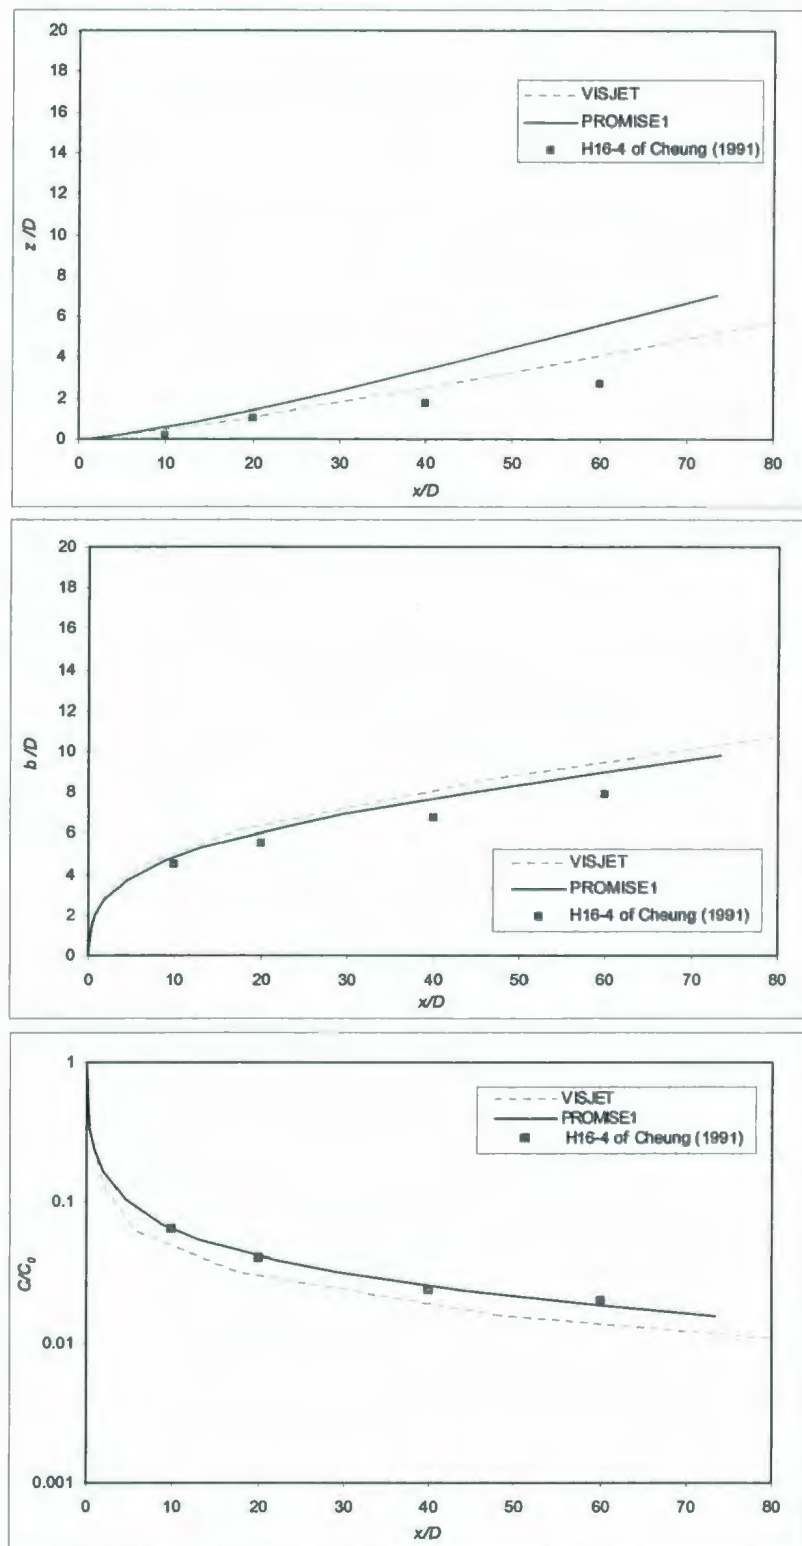 20
18
16
14
12
10
8
6
4
2
0
z/D
0 10 20 30 40 50 60 70 80
x/D
VISJET
PROMISE1
H16-4 of Cheung (1991)
20
18
16
14
12
10
8
6
4
2
0
b/D
0 10 20 30 40 50 60 70 80
x/D
VISJET
PROMISE1
H16-4 of Cheung (1991)
1
0.1
0.01
0.001
C/C₀
0 10 20 30 40 50 60 70 80
x/D
VISJET
PROMISE1
H16-4 of Cheung (1991)